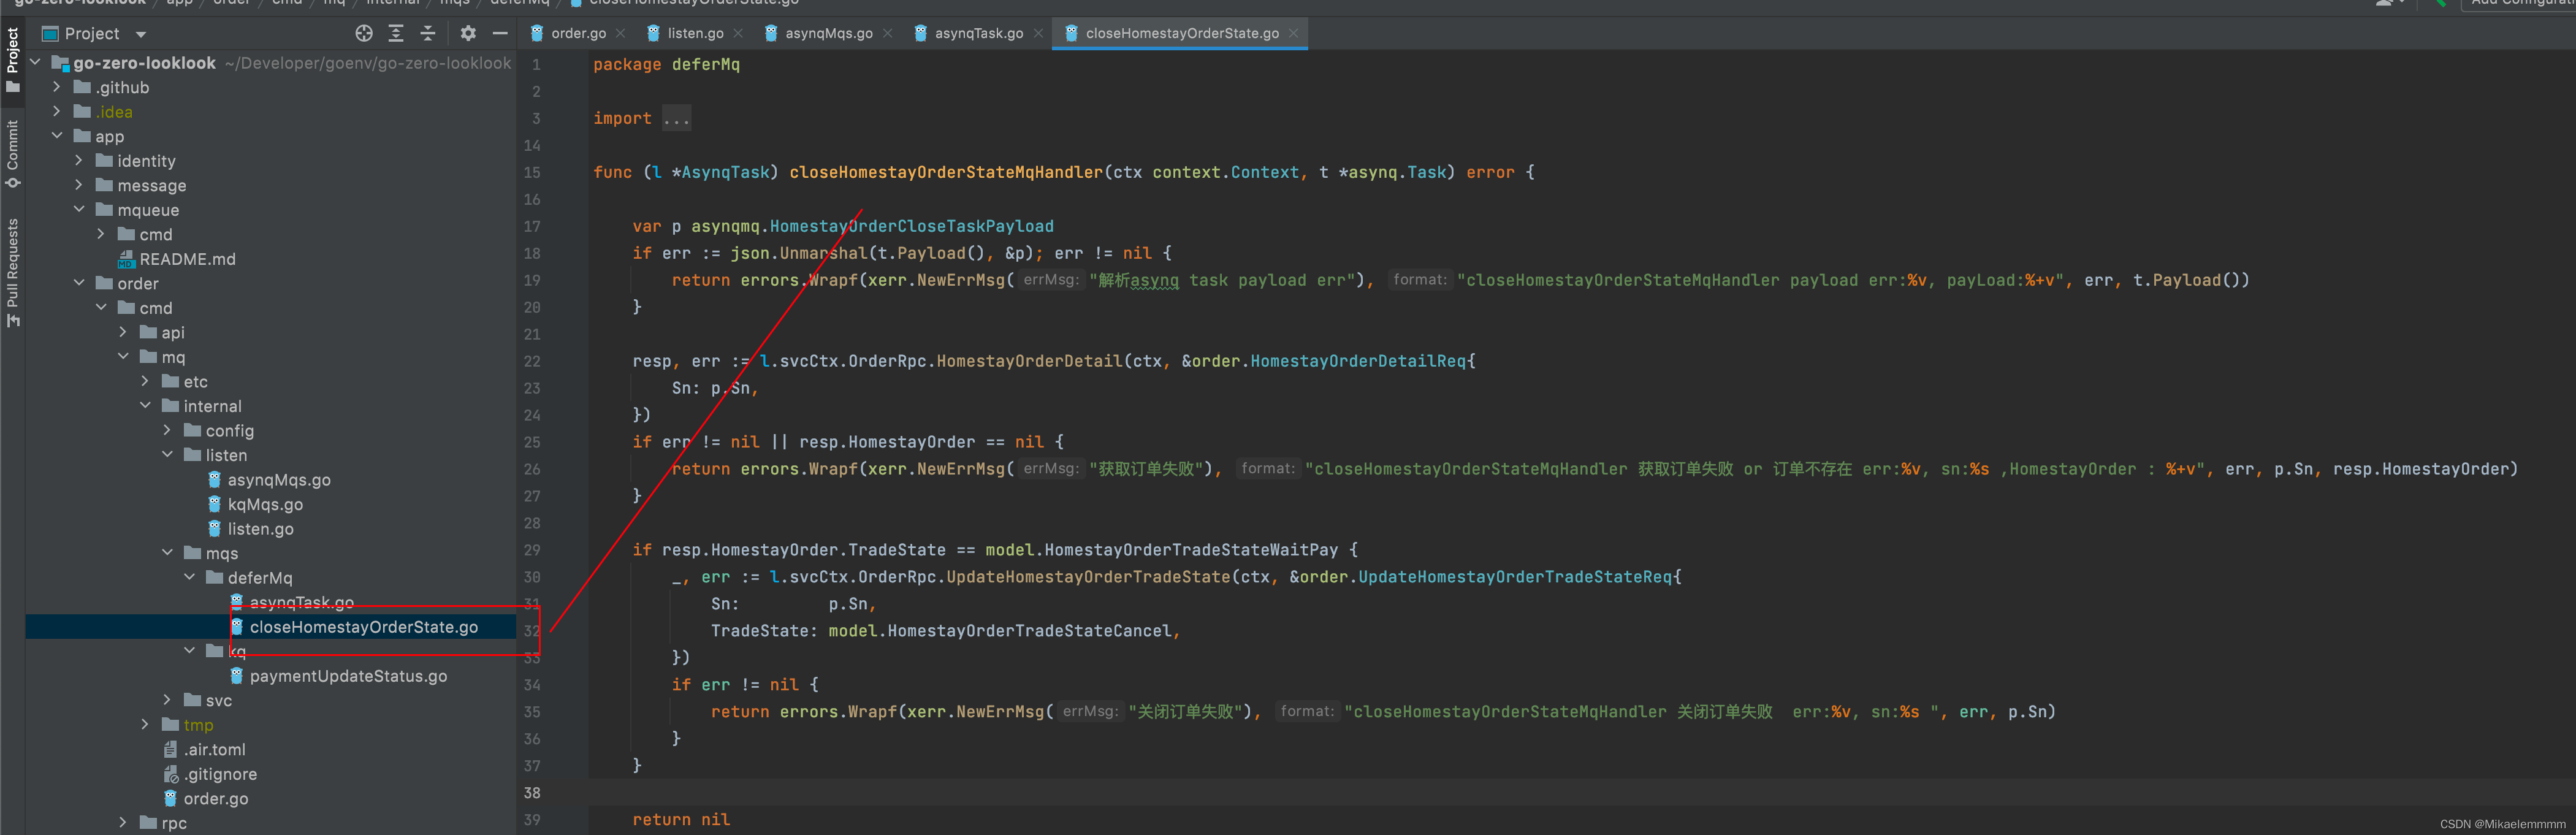 go-zero-looklook / app / order / cmd / mq / internal / mqs / deferMq / closeHomestayOrderState.go
Add Configurati
Project
Commit
Pull Requests
Project
order.go
listen.go
asynqMqs.go
asynqTask.go
closeHomestayOrderState.go
go-zero-looklook ~/Developer/goenv/go-zero-looklook
.github
.idea
app
identity
message
mqueue
cmd
README.md
order
cmd
api
mq
etc
internal
config
listen
asynqMqs.go
kqMqs.go
listen.go
mqs
deferMq
asynqTask.go
closeHomestayOrderState.go
kq
paymentUpdateStatus.go
svc
tmp
.air.toml
.gitignore
order.go
rpc
1 package deferMq
2
3 import ...
14
15 func (l *AsynqTask) closeHomestayOrderStateMqHandler(ctx context.Context, t *asynq.Task) error {
16
17 var p asynqmq.HomestayOrderCloseTaskPayload
18 if err := json.Unmarshal(t.Payload(), &p); err != nil {
19 return errors.Wrapf(xerr.NewErrMsg( errMsg: "解析asynq task payload err"), format: "closeHomestayOrderStateMqHandler payload err:%v, payLoad:%+v", err, t.Payload())
20 }
21
22 resp, err := l.svcCtx.OrderRpc.HomestayOrderDetail(ctx, &order.HomestayOrderDetailReq{
23 Sn: p.Sn,
24 })
25 if err != nil || resp.HomestayOrder == nil {
26 return errors.Wrapf(xerr.NewErrMsg( errMsg: "获取订单失败"), format: "closeHomestayOrderStateMqHandler 获取订单失败 or 订单不存在 err:%v, sn:%s ,HomestayOrder : %+v", err, p.Sn, resp.HomestayOrder)
27 }
28
29 if resp.HomestayOrder.TradeState == model.HomestayOrderTradeStateWaitPay {
30 _, err := l.svcCtx.OrderRpc.UpdateHomestayOrderTradeState(ctx, &order.UpdateHomestayOrderTradeStateReq{
31 Sn: p.Sn,
32 TradeState: model.HomestayOrderTradeStateCancel,
33 })
34 if err != nil {
35 return errors.Wrapf(xerr.NewErrMsg( errMsg: "关闭订单失败"), format: "closeHomestayOrderStateMqHandler 关闭订单失败  err:%v, sn:%s ", err, p.Sn)
36 }
37 }
38
39 return nil
CSDN @Mikaelemmmm